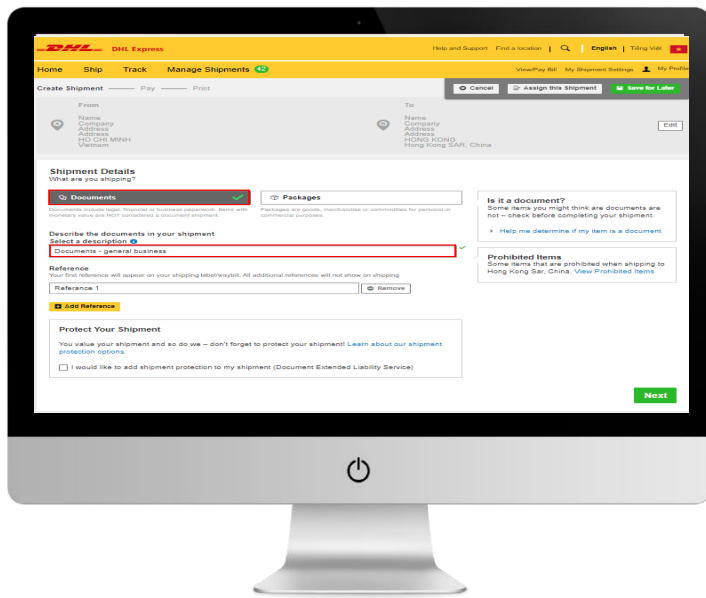 DHL DHL Express
Help and Support Find a location | English | Tiếng Việt
Home Ship Track Manage Shipments 42
View/Pay Bill My Shipment Settings My Profile
Create Shipment Pay Print
Cancel Assign this Shipment Save for Later
From To
Name Name
Company Company
Address Address
Address Address
HO CHI MINH HONG KONG
Vietnam Hong Kong SAR, China
Edit
Shipment Details
What are you shipping?
Documents Packages
Documents include legal, financial or business paperwork. Items with
monetary value are NOT considered a document shipment.
Packages are goods, merchandise or commodities for personal or
commercial purposes.
Is it a document?
Some items you might think are documents are
not – check before completing your shipment.
Help me determine if my item is a document
Describe the documents in your shipment
Select a description
Documents - general business
Prohibited Items
Some items that are prohibited when shipping to
Hong Kong Sar, China. View Prohibited Items
Reference
Your first reference will appear on your shipping label/waybill. All additional references will not show on shipping
Referance 1 Remove
Add Reference
Protect Your Shipment
You value your shipment and so do we – don't forget to protect your shipment! Learn about our shipment
protection options.
I would like to add shipment protection to my shipment (Document Extended Liability Service)
Next